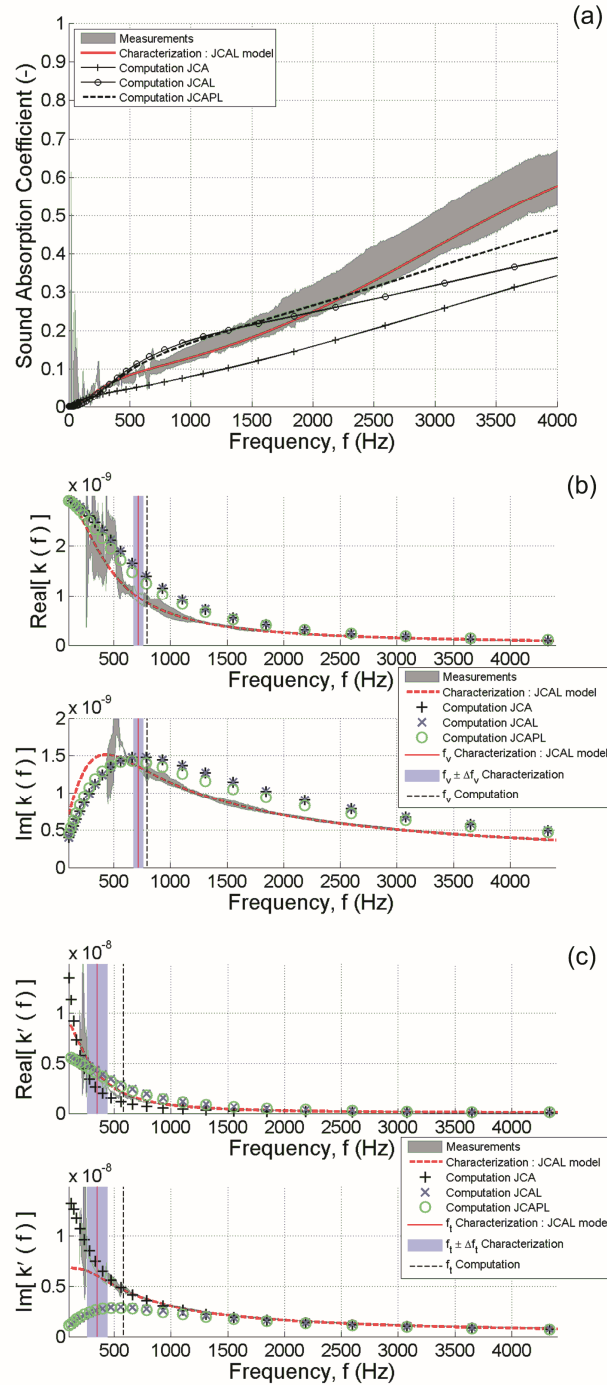 (a)
Measurements
Characterization : JCAL model
Computation JCA
Computation JCAL
Computation JCAPL
Sound Absorption Coefficient (-)
1
0.9
0.8
0.7
0.6
0.5
0.4
0.3
0.2
0.1
0
0 500 1000 1500 2000 2500 3000 3500 4000
Frequency, f (Hz)
(b)
x 10⁻⁹
Real[ k ( f ) ]
2
1
0
500 1000 1500 2000 2500 3000 3500 4000
x 10⁻⁹
Im[ k ( f ) ]
2
1.5
1
0.5
0
500 1000 1500 2000 2500 3000 3500 4000
Frequency, f (Hz)
Measurements
Characterization : JCAL model
Computation JCA
Computation JCAL
Computation JCAPL
fᵥ Characterization : JCAL model
fᵥ ± Δfᵥ Characterization
fᵥ Computation
(c)
x 10⁻⁸
Real[ k' ( f ) ]
1
0.5
0
500 1000 1500 2000 2500 3000 3500 4000
x 10⁻⁸
Im[ k' ( f ) ]
1
0.5
0
500 1000 1500 2000 2500 3000 3500 4000
Frequency, f (Hz)
Measurements
Characterization : JCAL model
Computation JCA
Computation JCAL
Computation JCAPL
fₜ Characterization : JCAL model
fₜ ± Δfₜ Characterization
fₜ Computation